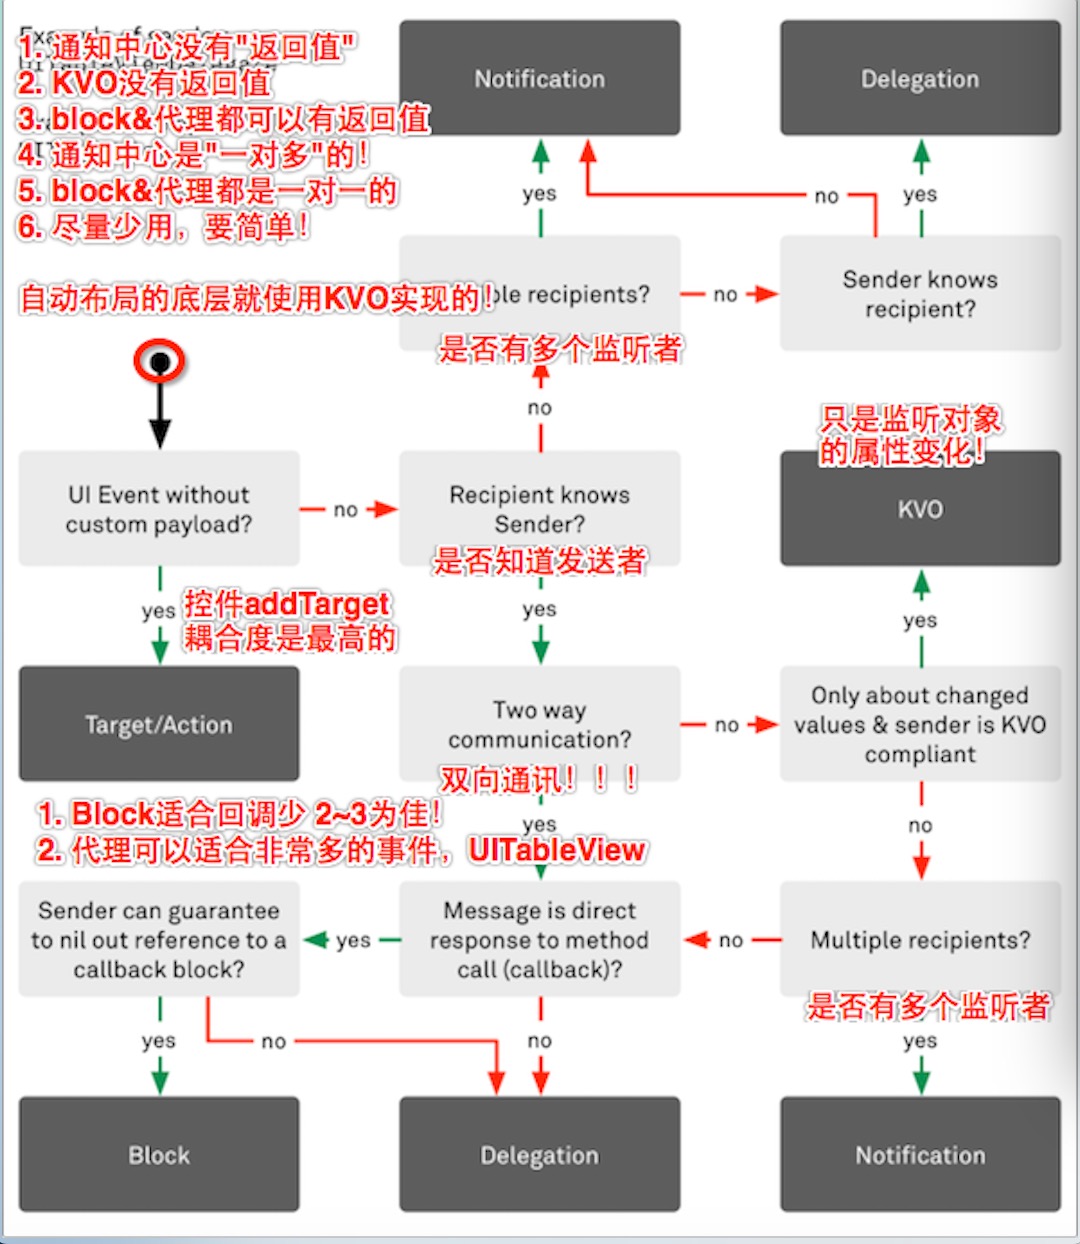 1. 通知中心没有"返回值"
2. KVO没有返回值
3. block&代理都可以有返回值
4. 通知中心是"一对多"的！
5. block&代理都是一对一的
6. 尽量少用，要简单！
Notification
Delegation
yes
no
yes
自动布局的底层就使用KVO实现的！
recipients?
no
Sender knows
recipient?
是否有多个监听者
no
只是监听对象
的属性变化！
UI Event without
custom payload?
no
Recipient knows
Sender?
是否知道发送者
KVO
yes
控件addTarget
耦合度是最高的
yes
yes
Target/Action
Two way
communication?
双向通讯！！！
no
Only about changed
values & sender is KVO
compliant
1. Block适合回调少 2~3为佳！
2. 代理可以适合非常多的事件，UITableView
yes
no
Sender can guarantee
to nil out reference to a
callback block?
yes
Message is direct
response to method
call (callback)?
no
Multiple recipients?
是否有多个监听者
yes
no
no
yes
Block
Delegation
Notification